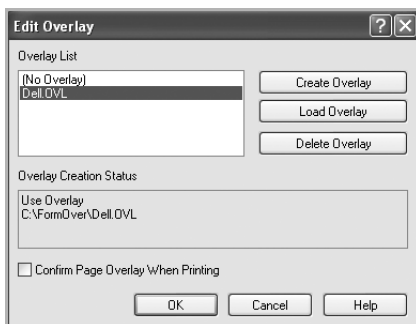 Edit Overlay
Overlay List
(No Overlay)
Dell.OVL
Create Overlay
Load Overlay
Delete Overlay
Overlay Creation Status
Use Overlay
C:\FormOver\Dell.OVL
Confirm Page Overlay When Printing
OK Cancel Help